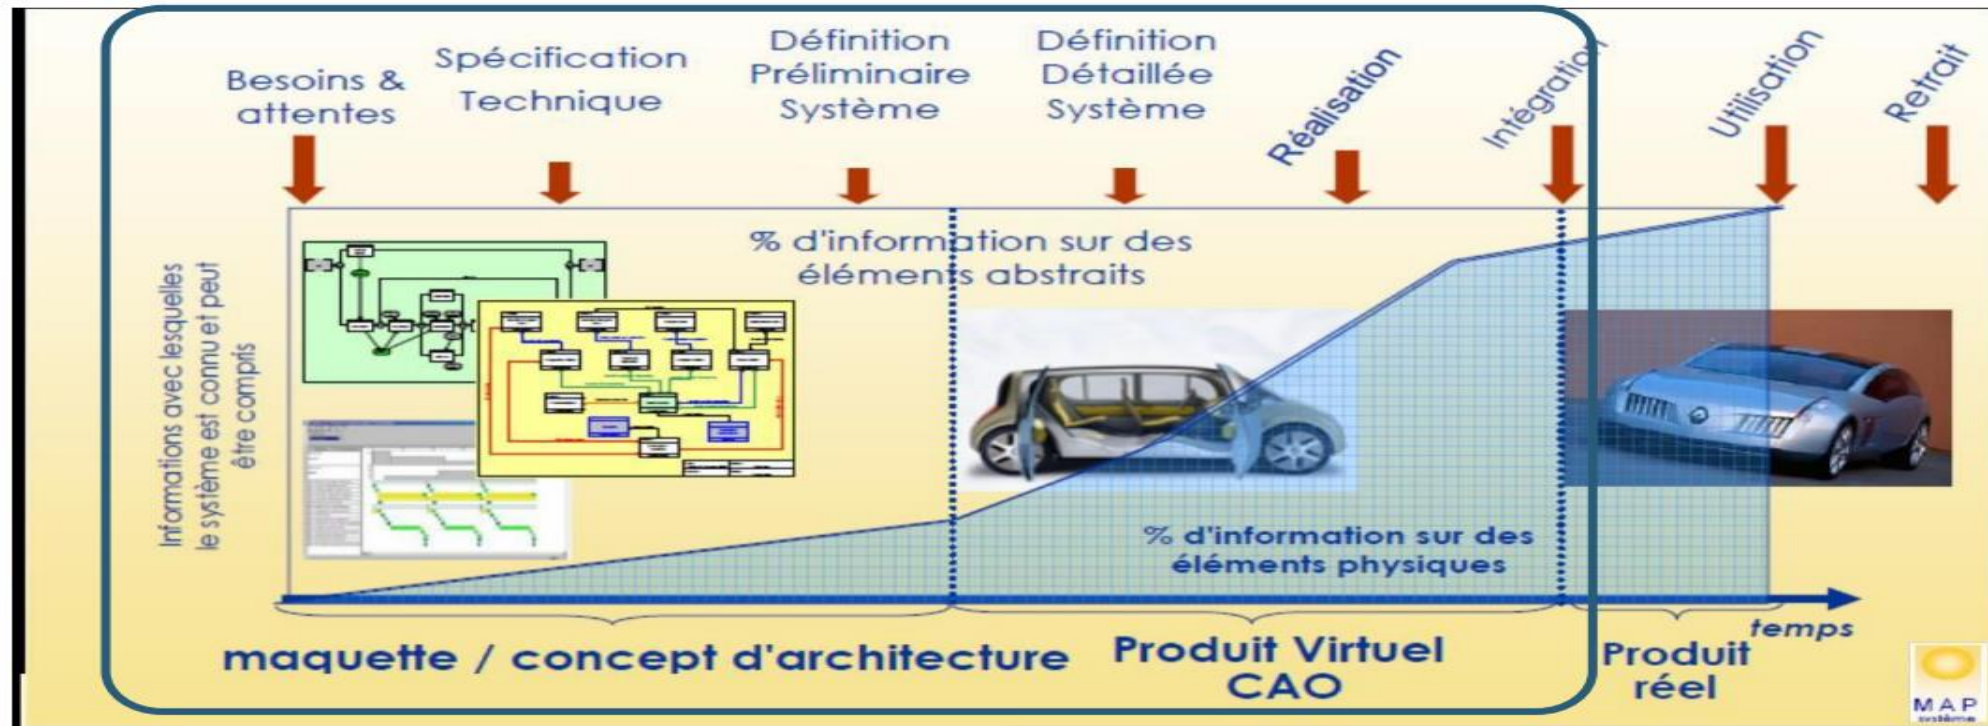 Besoins &
attentes
Spécification
Technique
Définition
Préliminaire
Système
Définition
Détaillée
Système
Réalisation
Intégration
Utilisation
Retrait
Informations avec lesquelles
le système est connu et peut
être compris
% d'information sur des
éléments abstraits
% d'information sur des
éléments physiques
temps
maquette / concept d'architecture
Produit Virtuel
CAO
Produit
réel
MAP
système